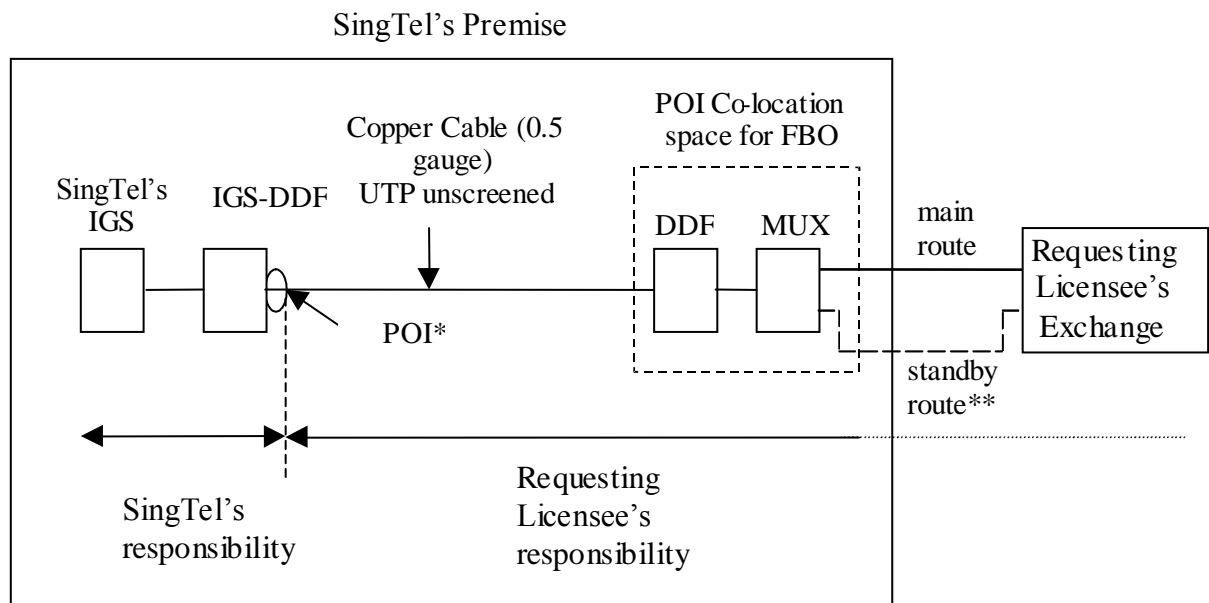 SingTel’s Premise
POI Co-location
space for FBO
Copper Cable (0.5
gauge)
UTP unscreened
SingTel’s
IGS
IGS-DDF
DDF
MUX
main
route
Requesting
Licensee’s
Exchange
POI*
standby
route**
SingTel’s
responsibility
Requesting
Licensee’s
responsibility